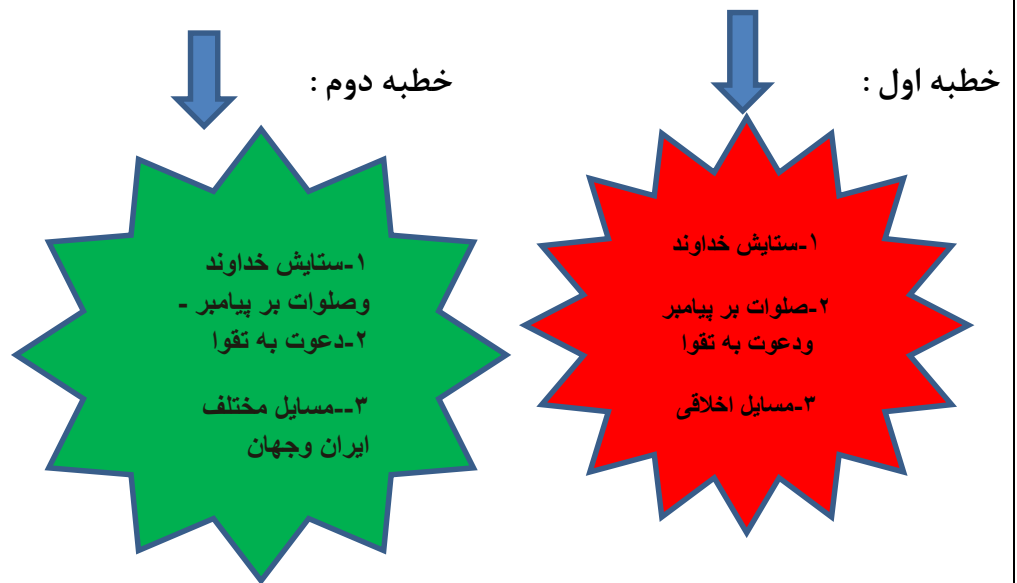 خطبه اول :
۱-ستایش خداوند
۲-صلوات بر پیامبر
ودعوت به تقوا
۳-مسایل اخلاقی
خطبه دوم :
۱-ستایش خداوند
وصلوات بر پیامبر -
۲-دعوت به تقوا
۳--مسایل مختلف
ایران وجهان